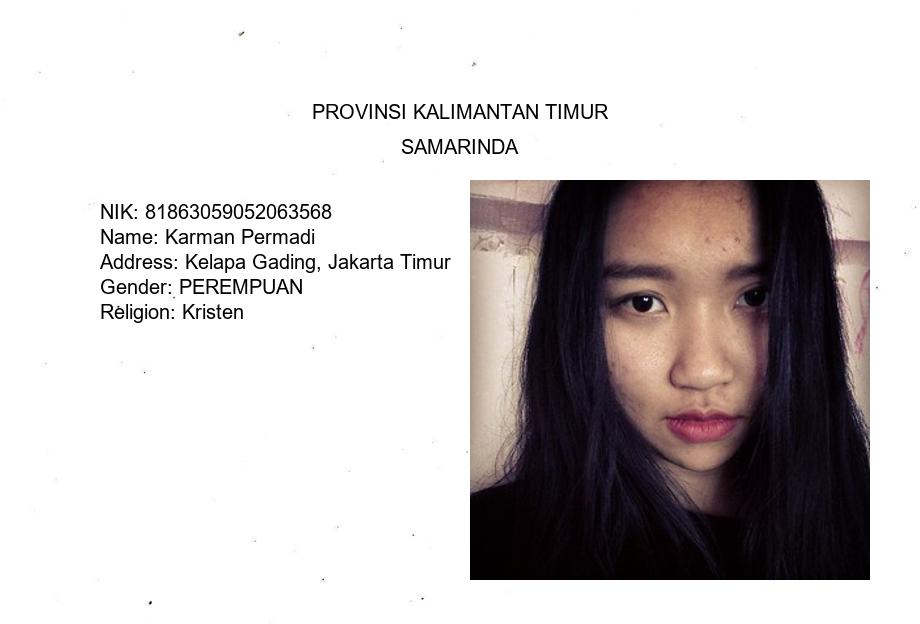 PROVINSI KALIMANTAN TIMUR
SAMARINDA
NIK: 81863059052063568
Name: Karman Permadi
Address: Kelapa Gading, Jakarta Timur
Gender: PEREMPUAN
Religion: Kristen